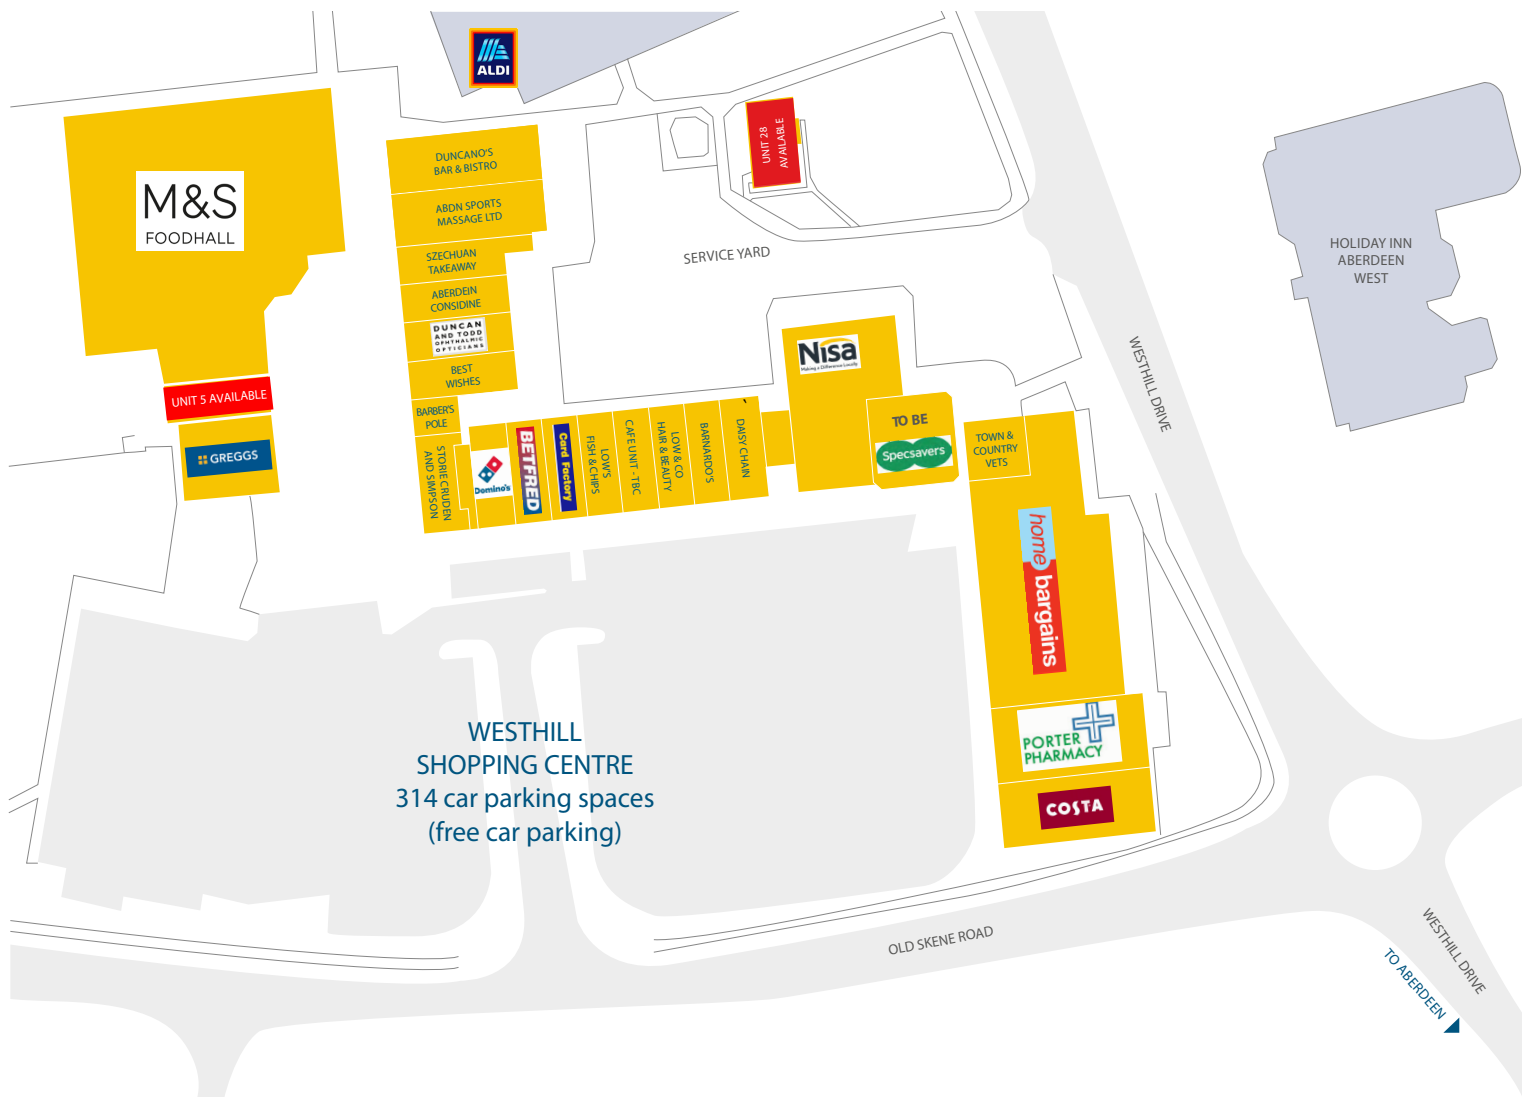 ALDI
M&S
FOODHALL
UNIT 5 AVAILABLE
GREGGS
DUNCANO'S
BAR & BISTRO
ABDN SPORTS
MASSAGE LTD
SZECHUAN
TAKEAWAY
ABERDEIN
CONSIDINE
DUNCAN
AND TODD
OPHTHALMIC
OPTICIANS
BEST
WISHES
BARBER'S
POLE
STORIE CRUDEN
AND SIMPSON
Domino's
BETFRED
Card Factory
LOW'S
FISH & CHIPS
CAFE UNIT - TBC
LOW & CO
HAIR & BEAUTY
BARNARDO'S
DAISY CHAIN
UNIT 28
AVAILABLE
SERVICE YARD
Nisa
Making a Difference Locally
TO BE
Specsavers
TOWN &
COUNTRY
VETS
home
bargains
PORTER
PHARMACY
COSTA
HOLIDAY INN
ABERDEEN
WEST
WESTHILL DRIVE
WESTHILL
SHOPPING CENTRE
314 car parking spaces
(free car parking)
OLD SKENE ROAD
WESTHILL DRIVE
TO ABERDEEN